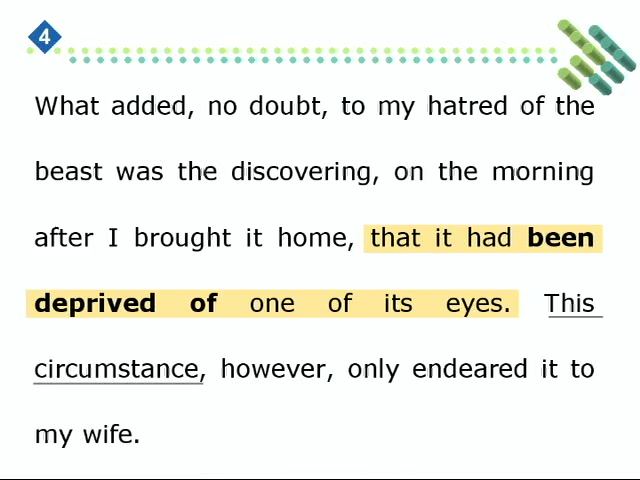 4
What added, no doubt, to my hatred of the
beast was the discovering, on the morning
after I brought it home, that it had been
deprived of one of its eyes. This
circumstance, however, only endeared it to
my wife.